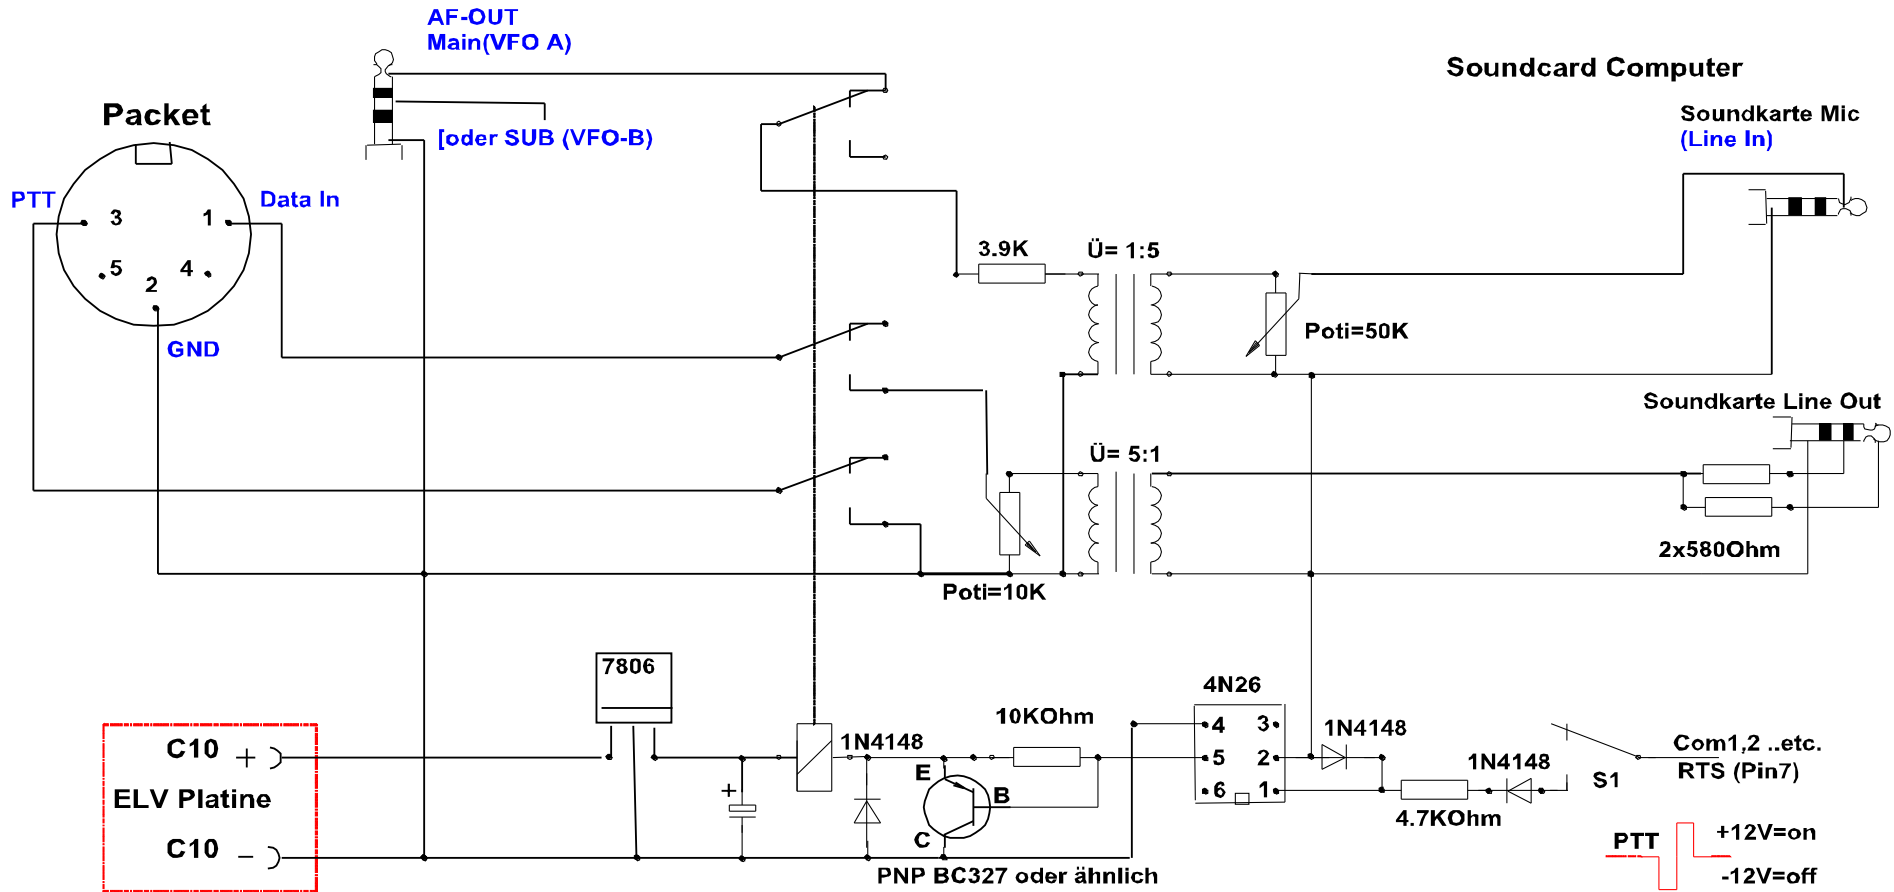 AF-OUT
Main(VFO A)
Soundcard Computer
Packet
Soundkarte Mic
(Line In)
[oder SUB (VFO-B)
PTT
Data In
3
1
5
4
2
GND
3.9K
Ü= 1:5
Poti=50K
Soundkarte Line Out
Ü= 5:1
2x580Ohm
Poti=10K
7806
4N26
10KOhm
4
3
1N4148
1N4148
C10
+
5
2
Com1,2 ..etc.
RTS (Pin7)
1N4148
S1
E
ELV Platine
+
B
6
1
4.7KOhm
C
C10
−
PTT
+12V=on
-12V=off
PNP BC327 oder ähnlich